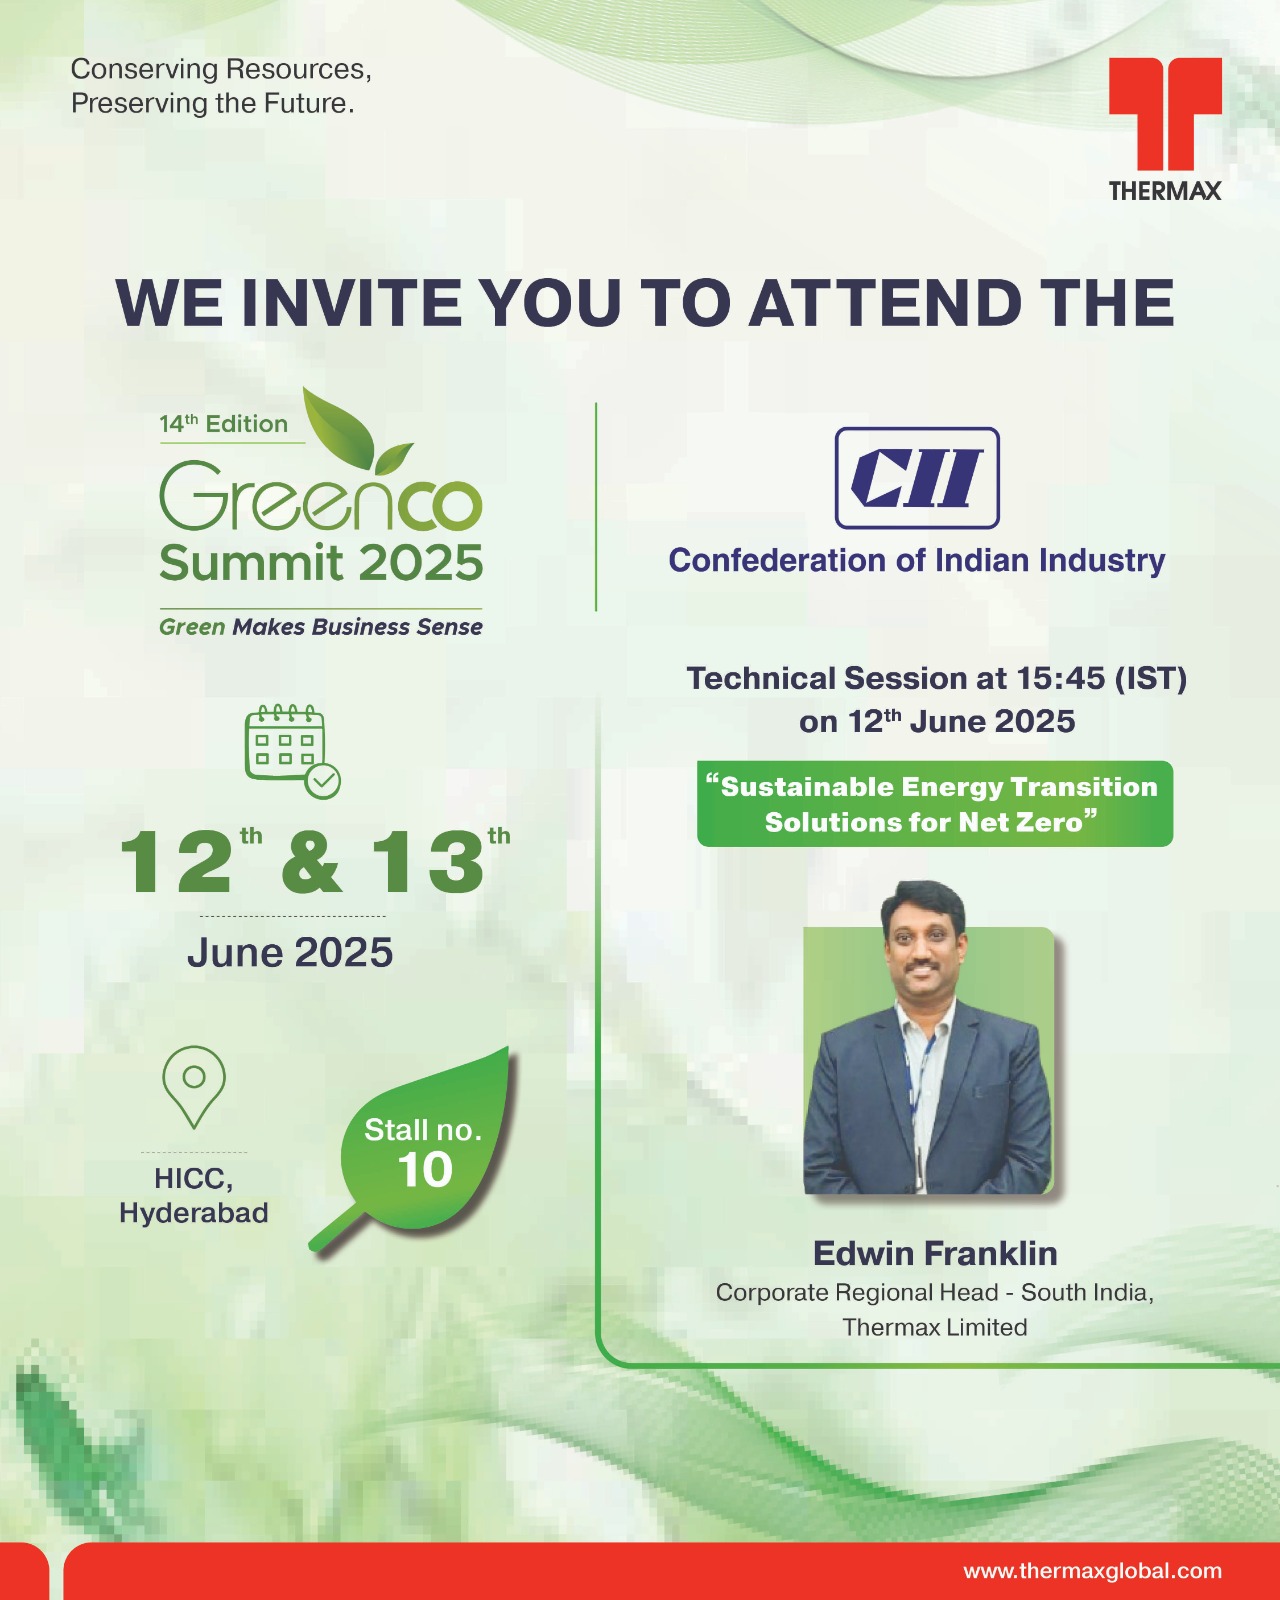 Conserving Resources,
Preserving the Future.
THERMAX
WE INVITE YOU TO ATTEND THE
14th Edition
Greenco
Summit 2025
Green Makes Business Sense
CII
Confederation of Indian Industry
12th & 13th
June 2025
HICC,
Hyderabad
Stall no.
10
Technical Session at 15:45 (IST)
on 12th June 2025
“Sustainable Energy Transition
Solutions for Net Zero”
Edwin Franklin
Corporate Regional Head - South India,
Thermax Limited
www.thermaxglobal.com